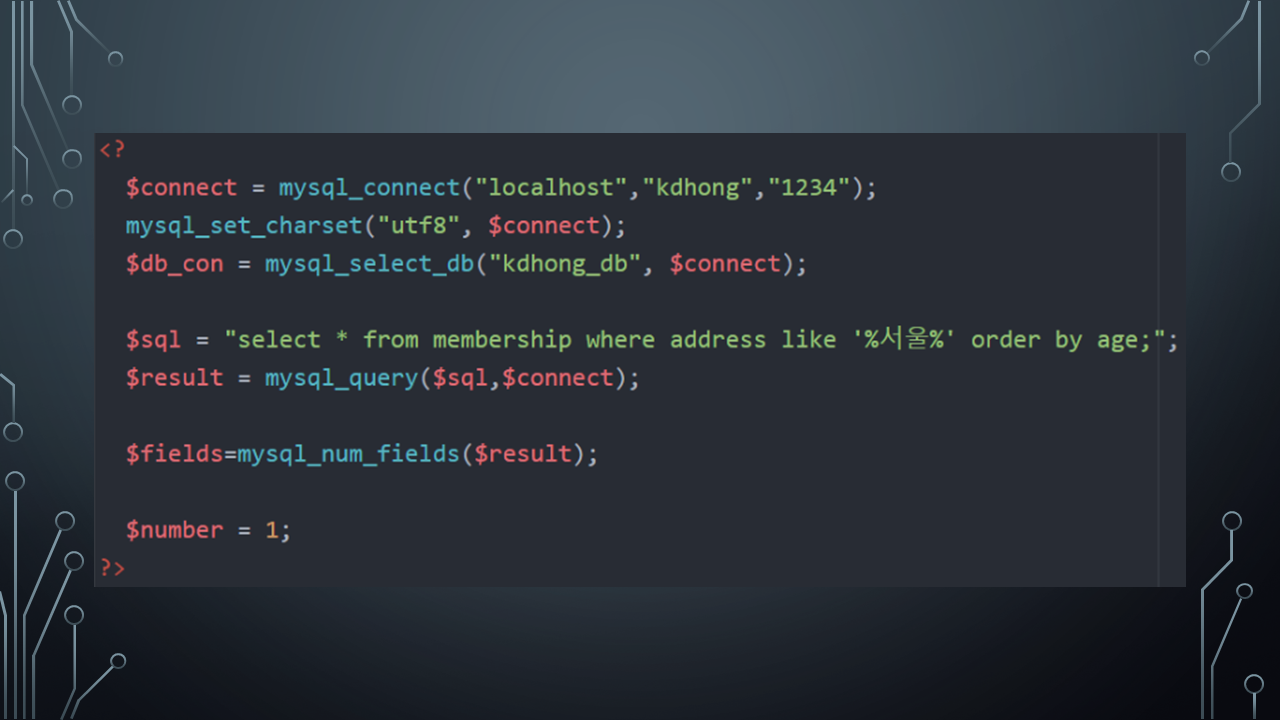 <?
$connect = mysql_connect("localhost","kdhong","1234");
mysql_set_charset("utf8", $connect);
$db_con = mysql_select_db("kdhong_db", $connect);
$sql = "select * from membership where address like '%서울%' order by age;";
$result = mysql_query($sql,$connect);
$fields=mysql_num_fields($result);
$number = 1;
?>